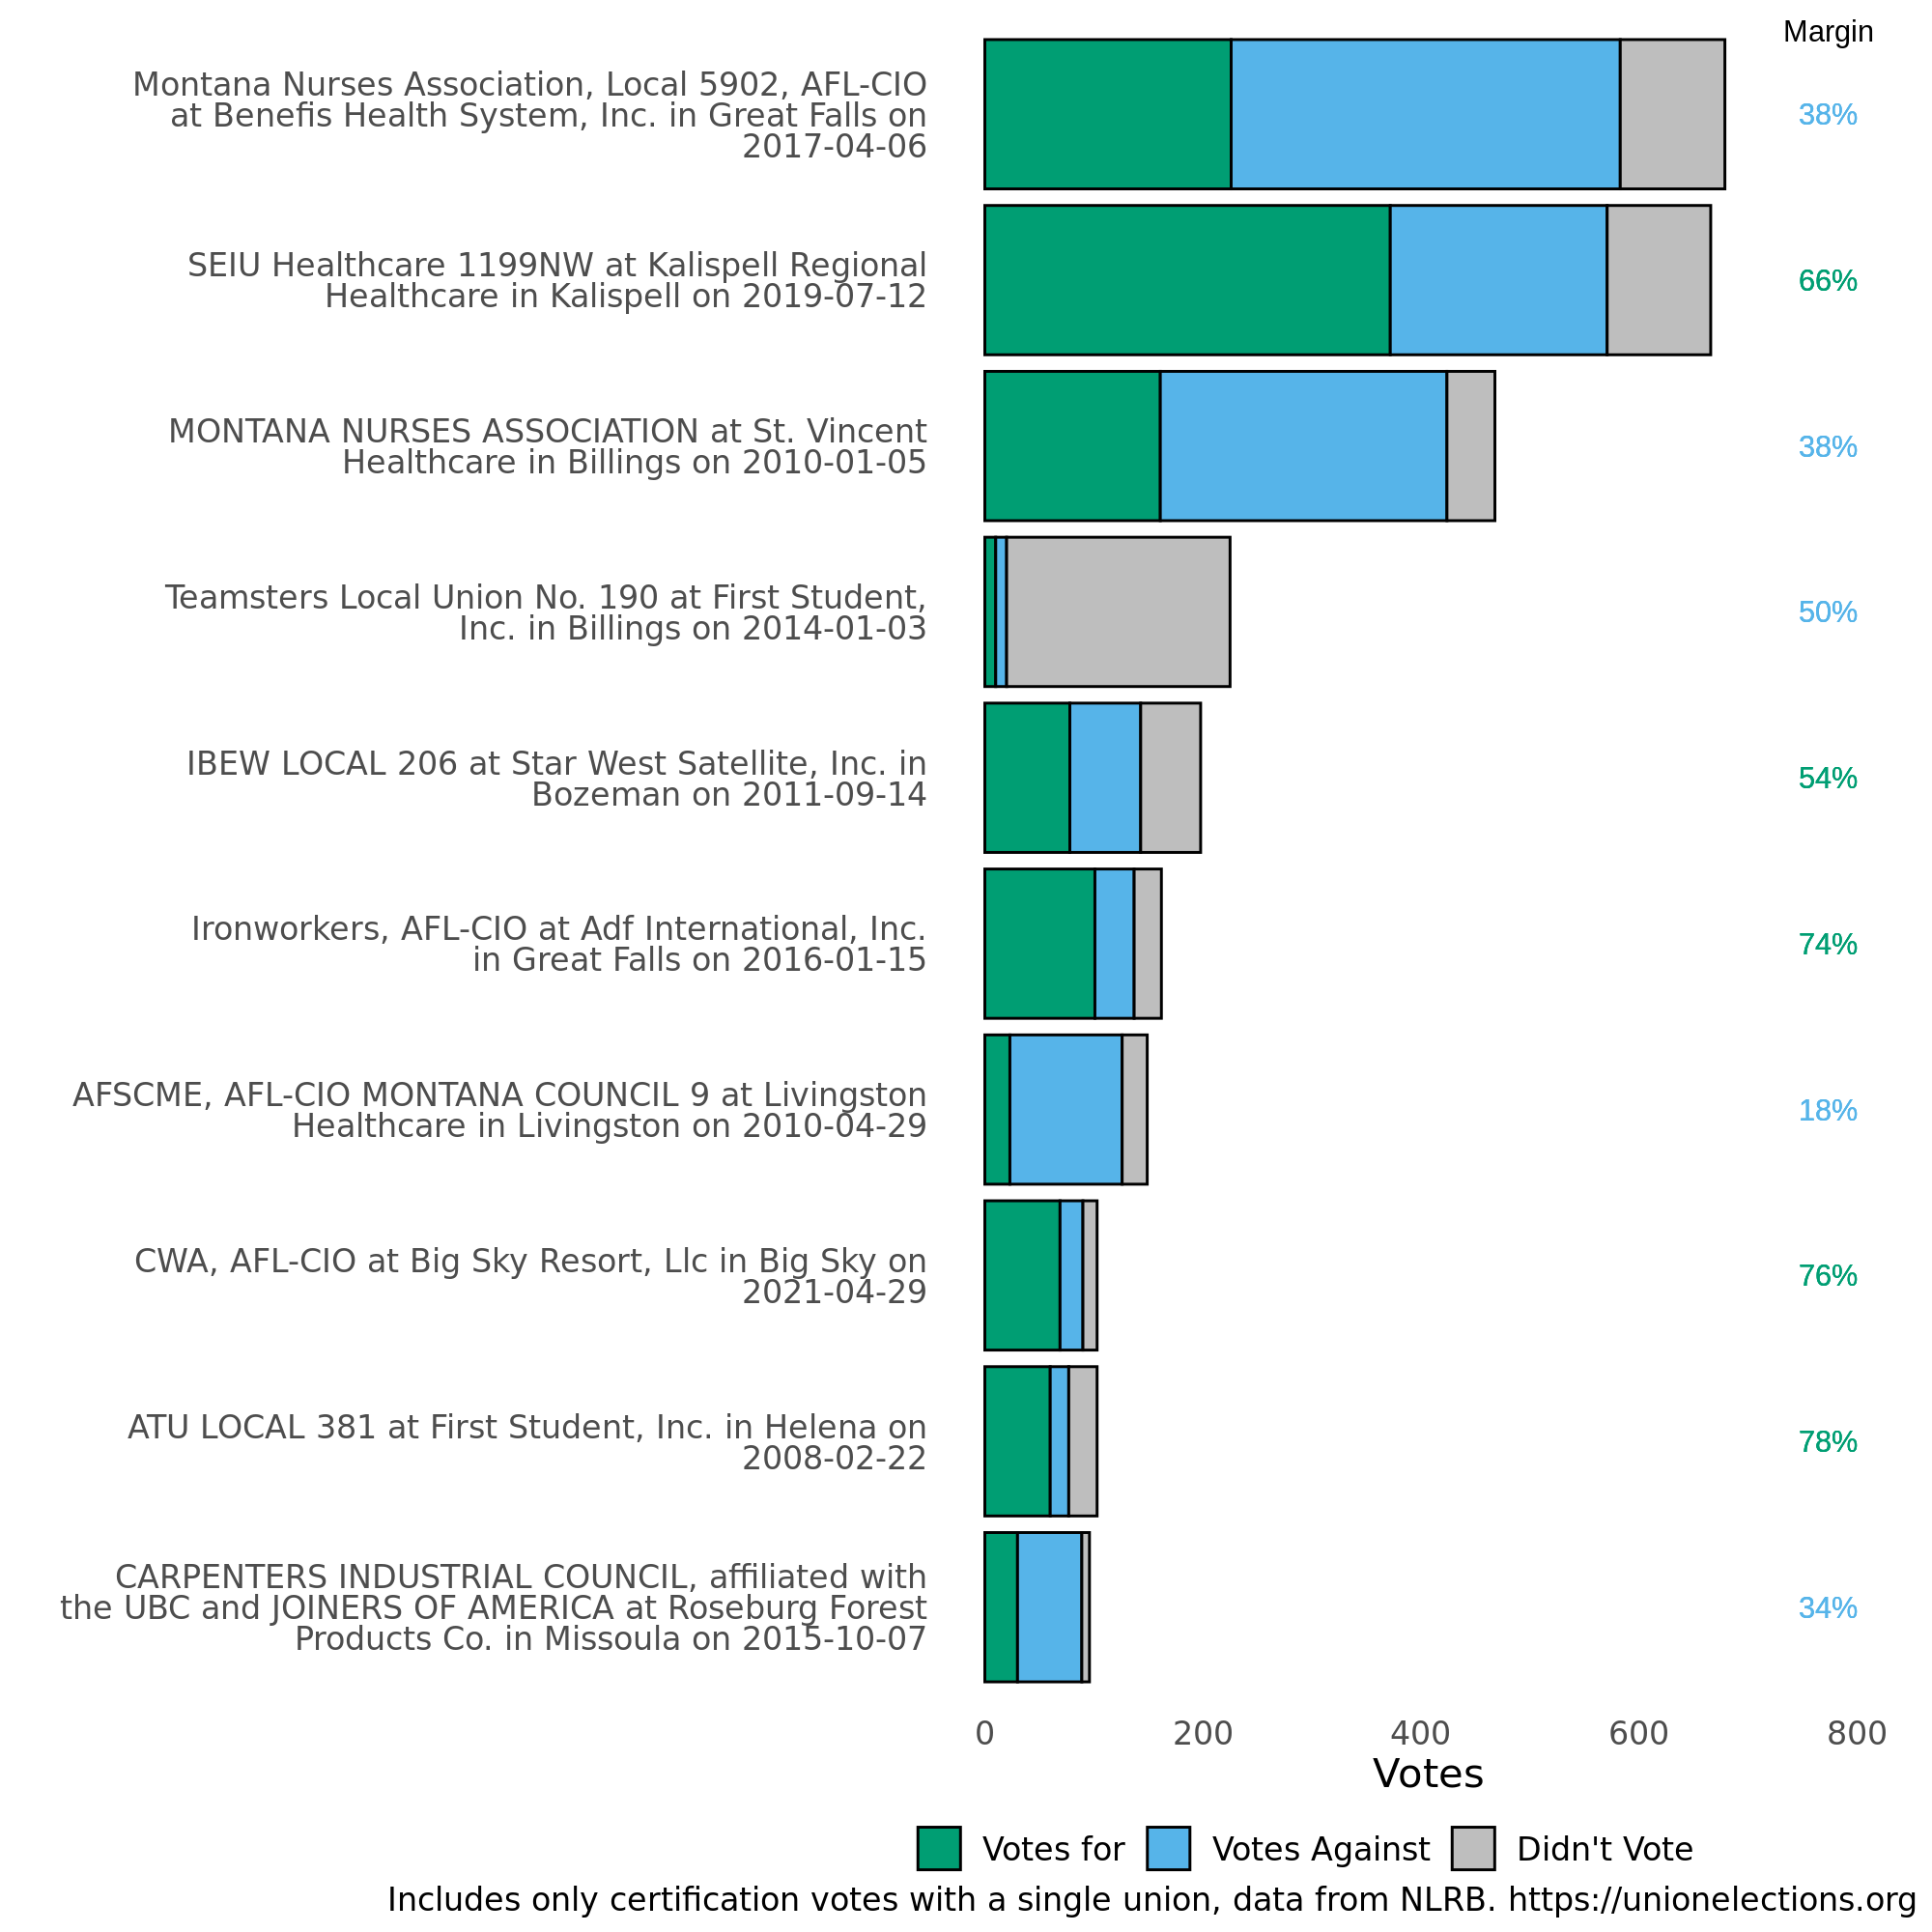 Margin
Montana Nurses Association, Local 5902, AFL-CIO
at Benefis Health System, Inc. in Great Falls on
2017-04-06
38%
SEIU Healthcare 1199NW at Kalispell Regional
Healthcare in Kalispell on 2019-07-12
66%
MONTANA NURSES ASSOCIATION at St. Vincent
Healthcare in Billings on 2010-01-05
38%
Teamsters Local Union No. 190 at First Student,
Inc. in Billings on 2014-01-03
50%
IBEW LOCAL 206 at Star West Satellite, Inc. in
Bozeman on 2011-09-14
54%
Ironworkers, AFL-CIO at Adf International, Inc.
in Great Falls on 2016-01-15
74%
AFSCME, AFL-CIO MONTANA COUNCIL 9 at Livingston
Healthcare in Livingston on 2010-04-29
18%
CWA, AFL-CIO at Big Sky Resort, Llc in Big Sky on
2021-04-29
76%
ATU LOCAL 381 at First Student, Inc. in Helena on
2008-02-22
78%
CARPENTERS INDUSTRIAL COUNCIL, affiliated with
the UBC and JOINERS OF AMERICA at Roseburg Forest
Products Co. in Missoula on 2015-10-07
34%
0 200 400 600 800
Votes
Votes for Votes Against Didn't Vote
Includes only certification votes with a single union, data from NLRB. https://unionelections.org